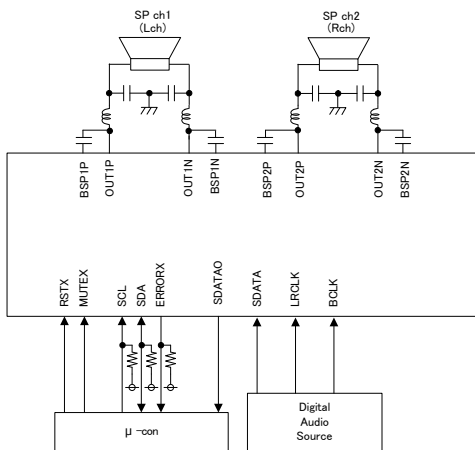 SP ch1
(Lch)
SP ch2
(Rch)
BSP1P
OUT1P
OUT1N
BSP1N
BSP2P
OUT2P
OUT2N
BSP2N
RSTX
MUTEX
SCL
SDA
ERRORX
SDATAO
SDATA
LRCLK
BCLK
μ-con
Digital
Audio
Source